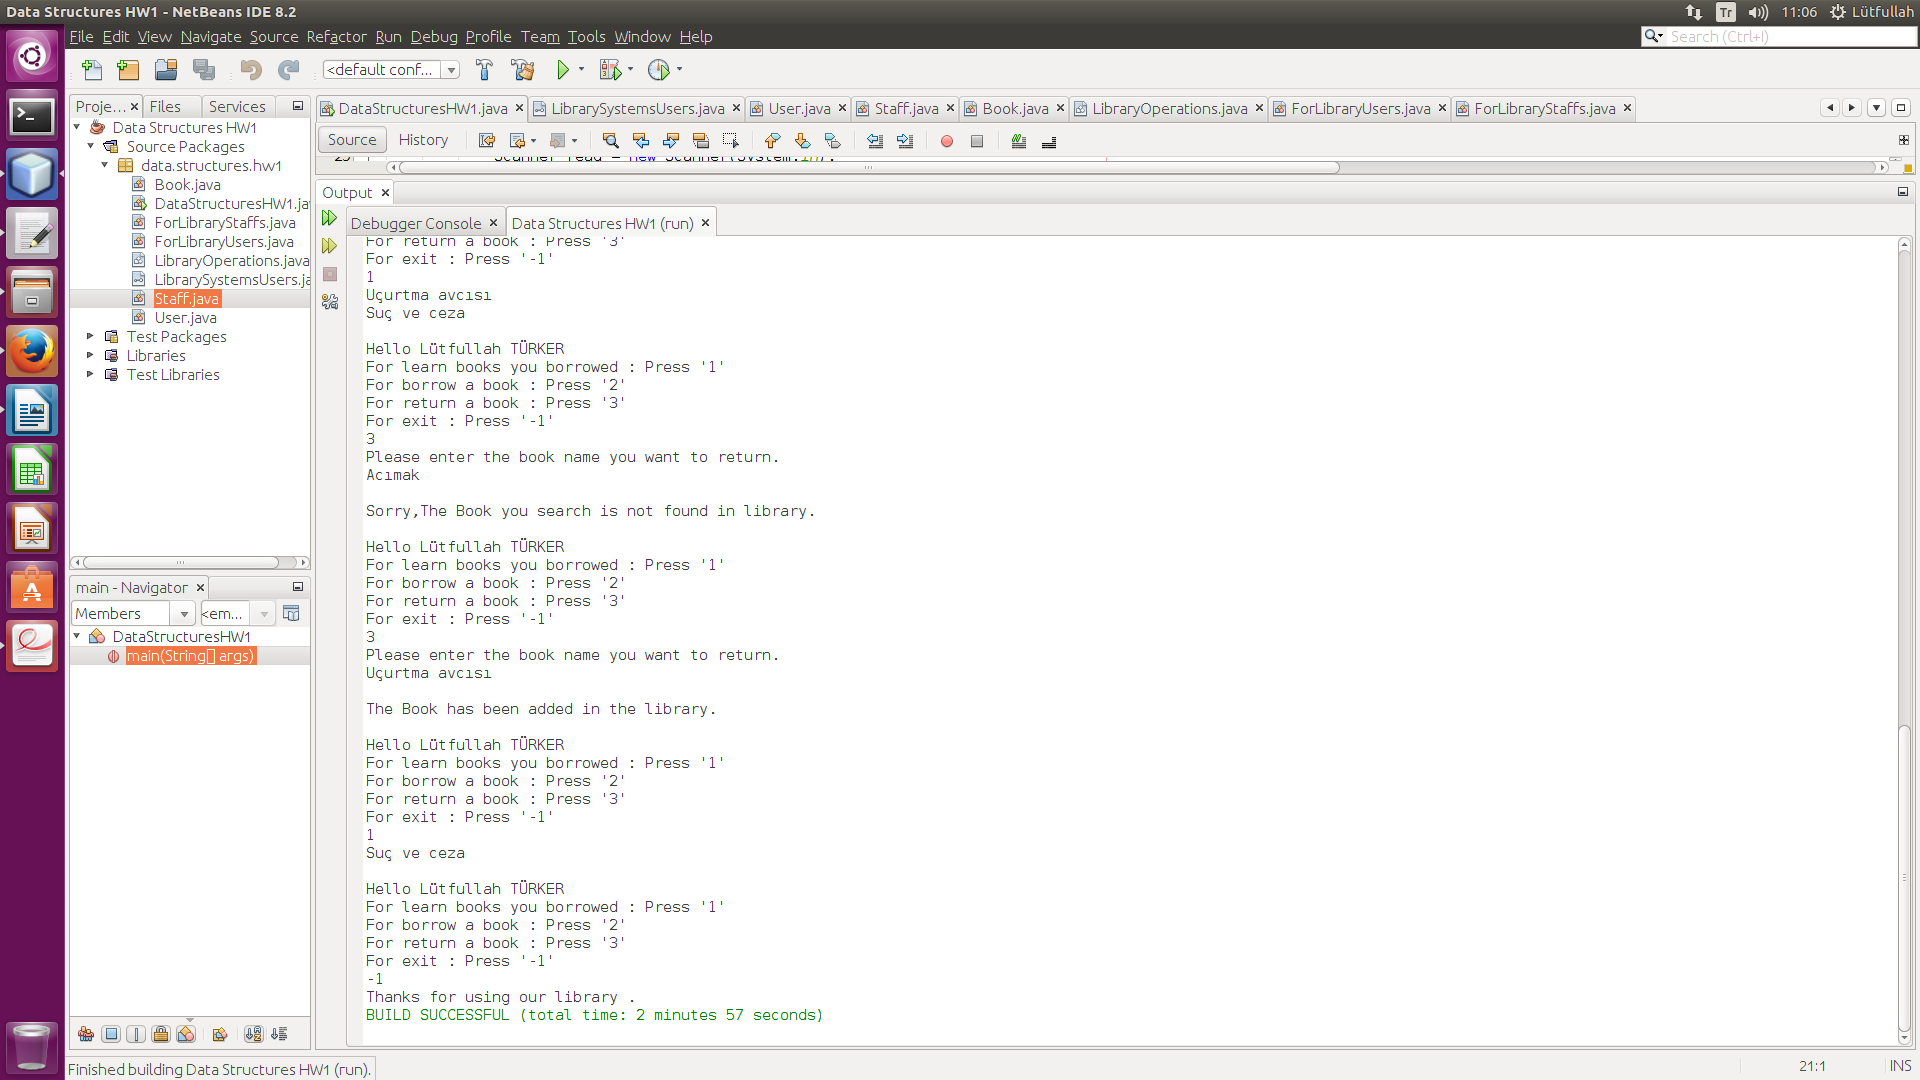 Data Structures HW1 - NetBeans IDE 8.2
Tr 11:06 Lütfullah
File Edit View Navigate Source Refactor Run Debug Profile Team Tools Window Help
Search (Ctrl+I)
<default conf...
Proje... Files Services
DataStructuresHW1.java LibrarySystemsUsers.java User.java Staff.java Book.java LibraryOperations.java ForLibraryUsers.java ForLibraryStaffs.java
Source History
Data Structures HW1
Source Packages
data.structures.hw1
Book.java
DataStructuresHW1.ja
ForLibraryStaffs.java
ForLibraryUsers.java
LibraryOperations.java
LibrarySystemsUsers.ja
Staff.java
User.java
Test Packages
Libraries
Test Libraries
main - Navigator
Members <em...
DataStructuresHW1
main(String[] args)
Scanner read = new Scanner(System.in);
Output
Debugger Console Data Structures HW1 (run)
For return a book : Press '3'
For exit : Press '-1'
1
Uçurtma avcısı
Suç ve ceza
Hello Lütfullah TÜRKER
For learn books you borrowed : Press '1'
For borrow a book : Press '2'
For return a book : Press '3'
For exit : Press '-1'
3
Please enter the book name you want to return.
Acımak
Sorry,The Book you search is not found in library.
Hello Lütfullah TÜRKER
For learn books you borrowed : Press '1'
For borrow a book : Press '2'
For return a book : Press '3'
For exit : Press '-1'
3
Please enter the book name you want to return.
Uçurtma avcısı
The Book has been added in the library.
Hello Lütfullah TÜRKER
For learn books you borrowed : Press '1'
For borrow a book : Press '2'
For return a book : Press '3'
For exit : Press '-1'
1
Suç ve ceza
Hello Lütfullah TÜRKER
For learn books you borrowed : Press '1'
For borrow a book : Press '2'
For return a book : Press '3'
For exit : Press '-1'
-1
Thanks for using our library .
BUILD SUCCESSFUL (total time: 2 minutes 57 seconds)
Finished building Data Structures HW1 (run).
21:1 INS